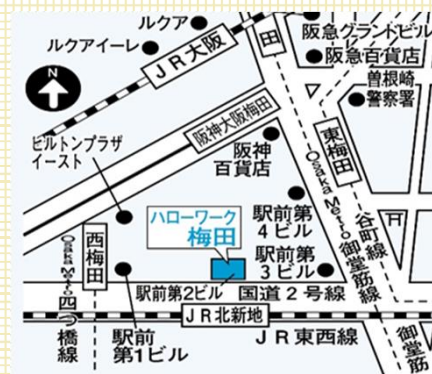 ルクア
ルクアイーレ
JR大阪
田
阪急グランドビル
阪急百貨店
曽根崎
警察署
N
ヒルトンプラザ
イースト
阪神大阪梅田
阪神
百貨店
東梅田
Osaka Metro 谷町線
Osaka Metro 御堂筋線
ハローワーク
梅田
駅前第
4ビル
駅前第
3ビル
西梅田
Osaka Metro 四つ橋線
駅前第2ビル
国道2号線
JR北新地
JR東西線
駅前
第1ビル
御堂筋